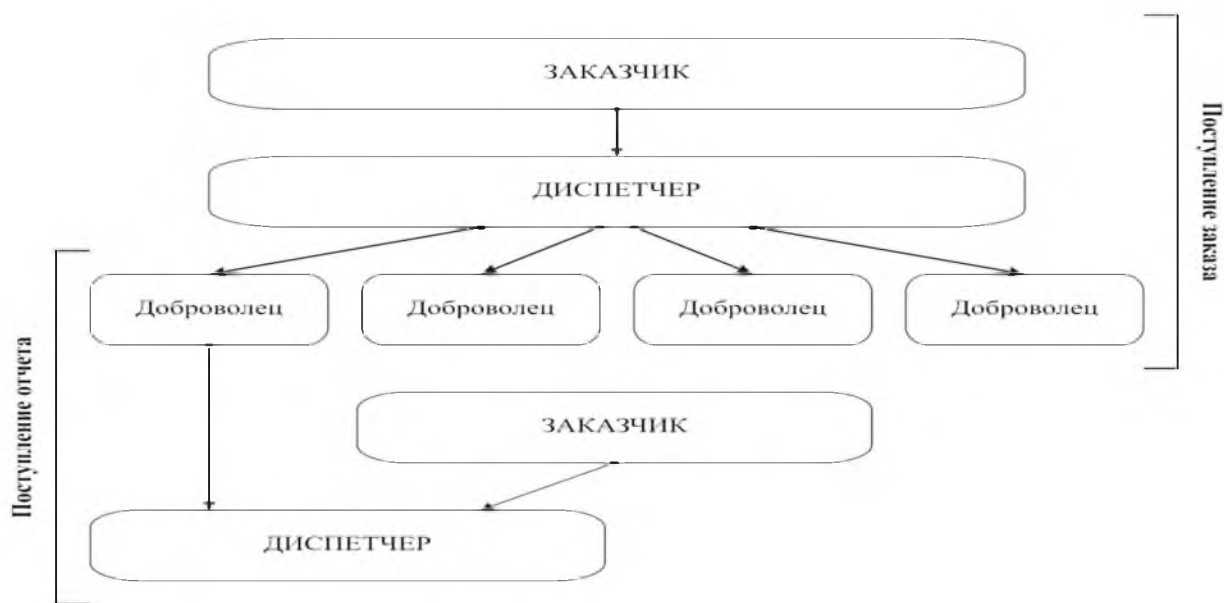 ЗАКАЗЧИК
ДИСПЕТЧЕР
Доброволец
Доброволец
Доброволец
Доброволец
Поступление заказа
ЗАКАЗЧИК
ДИСПЕТЧЕР
Поступление отчета